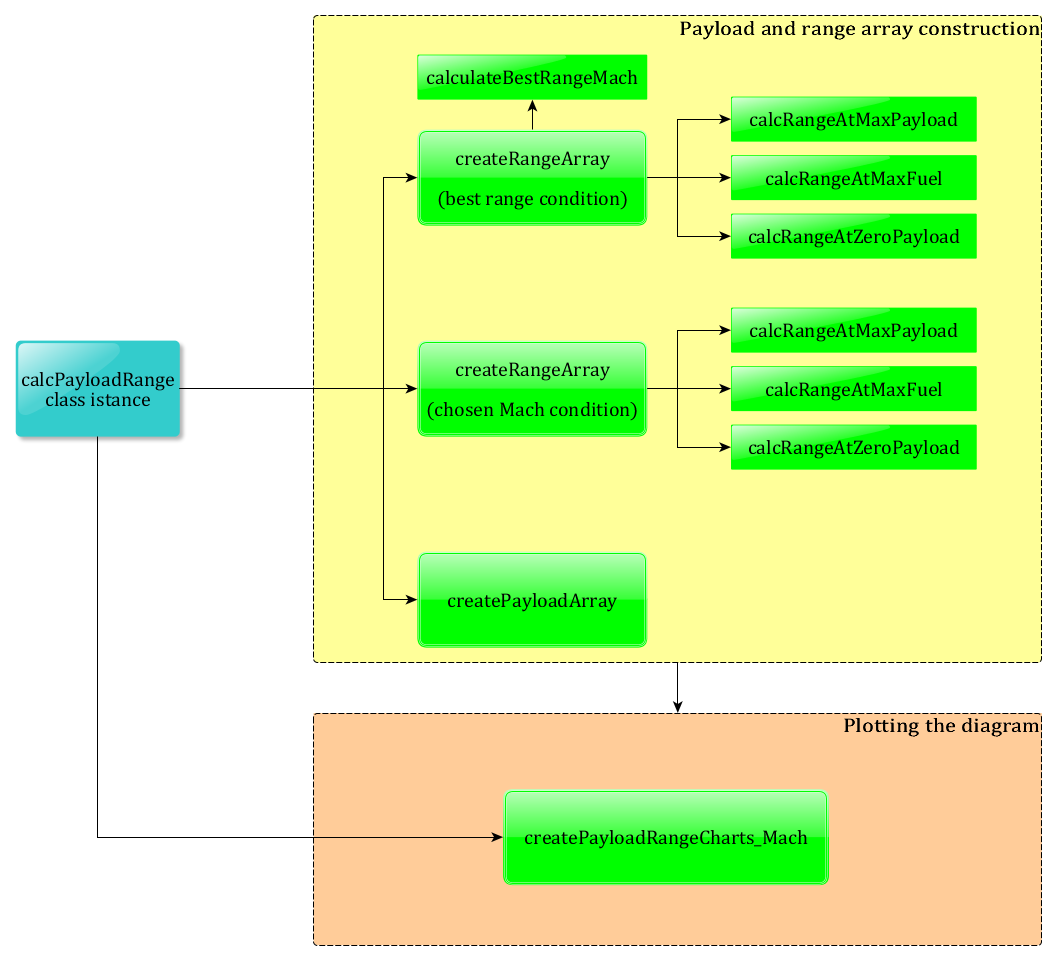 Payload and range array construction
calculateBestRangeMach
createRangeArray
(best range condition)
calcRangeAtMaxPayload
calcRangeAtMaxFuel
calcRangeAtZeroPayload
calcPayloadRange
class istance
createRangeArray
(chosen Mach condition)
calcRangeAtMaxPayload
calcRangeAtMaxFuel
calcRangeAtZeroPayload
createPayloadArray
Plotting the diagram
createPayloadRangeCharts_Mach